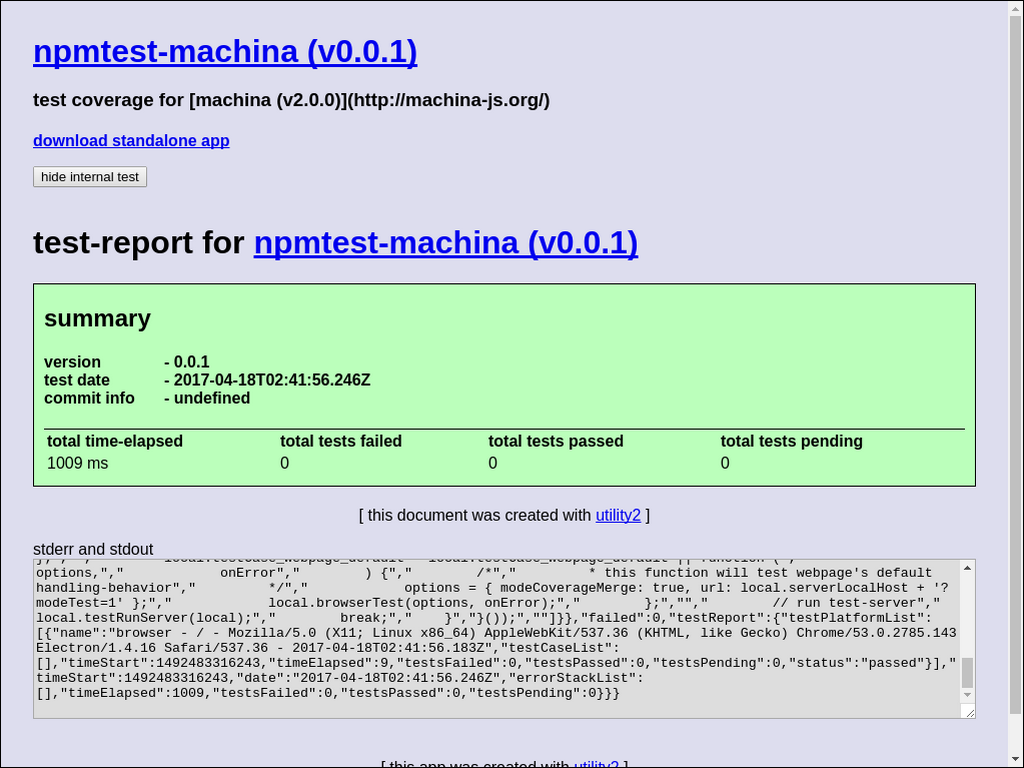 npmtest-machina (v0.0.1)
test coverage for [machina (v2.0.0)](http://machina-js.org/)
download standalone app
hide internal test
test-report for npmtest-machina (v0.0.1)
summary
version - 0.0.1
test date - 2017-04-18T02:41:56.246Z
commit info - undefined
total time-elapsed total tests failed total tests passed total tests pending
1009 ms 0 0 0
[ this document was created with utility2 ]
stderr and stdout
options,","            onError","        ) {","        /*","         * this function will test webpage's default
handling-behavior","         */","            options = { modeCoverageMerge: true, url: local.serverLocalHost + '?
modeTest=1' };","            local.browserTest(options, onError);","        };","","        // run test-server","
local.testRunServer(local);","        break;","    }","}());",""]}},"failed":0,"testReport":{"testPlatformList":
[{"name":"browser - / - Mozilla/5.0 (X11; Linux x86_64) AppleWebKit/537.36 (KHTML, like Gecko) Chrome/53.0.2785.143
Electron/1.4.16 Safari/537.36 - 2017-04-18T02:41:56.183Z","testCaseList":
[],"timeStart":1492483316243,"timeElapsed":9,"testsFailed":0,"testsPassed":0,"testsPending":0,"status":"passed"}],"
timeStart":1492483316243,"date":"2017-04-18T02:41:56.246Z","errorStackList":
[],"timeElapsed":1009,"testsFailed":0,"testsPassed":0,"testsPending":0}}}
[ this app was created with utility2 ]